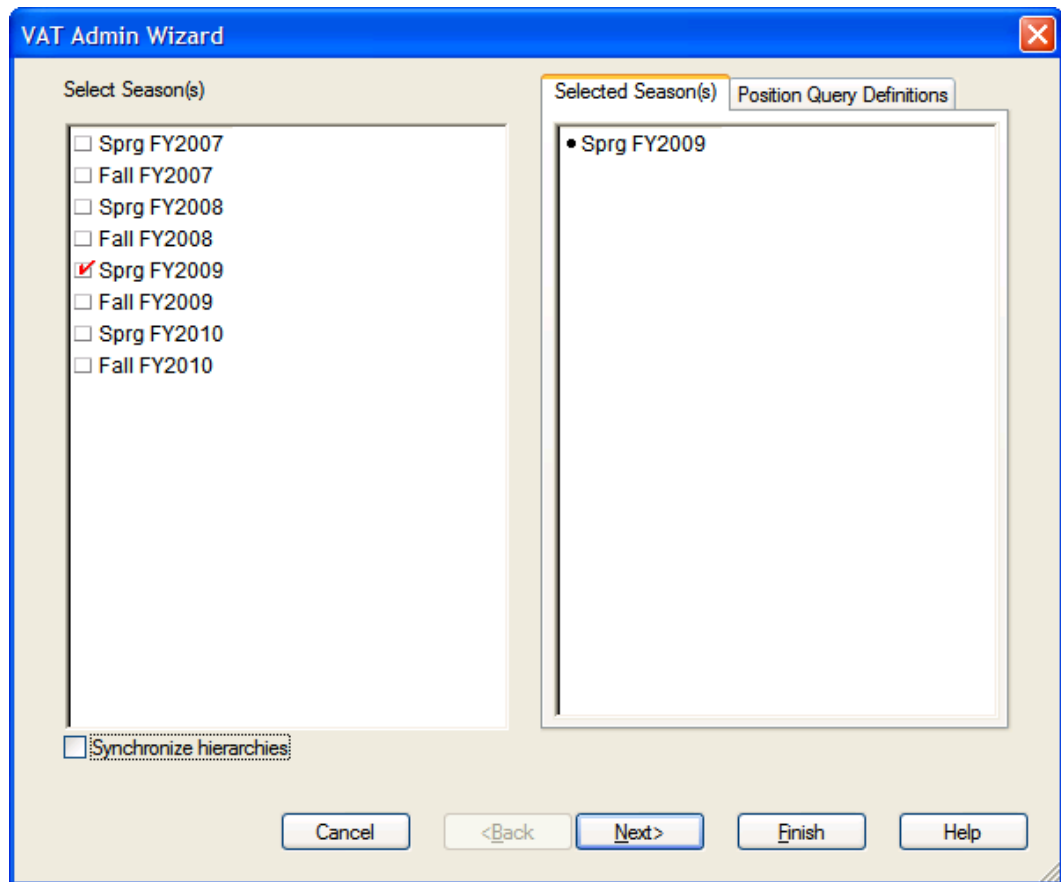 VAT Admin Wizard
Select Season(s)
Sprg FY2007
Fall FY2007
Sprg FY2008
Fall FY2008
Sprg FY2009
Fall FY2009
Sprg FY2010
Fall FY2010
Synchronize hierarchies
Selected Season(s) Position Query Definitions
• Sprg FY2009
Cancel <Back Next> Finish Help